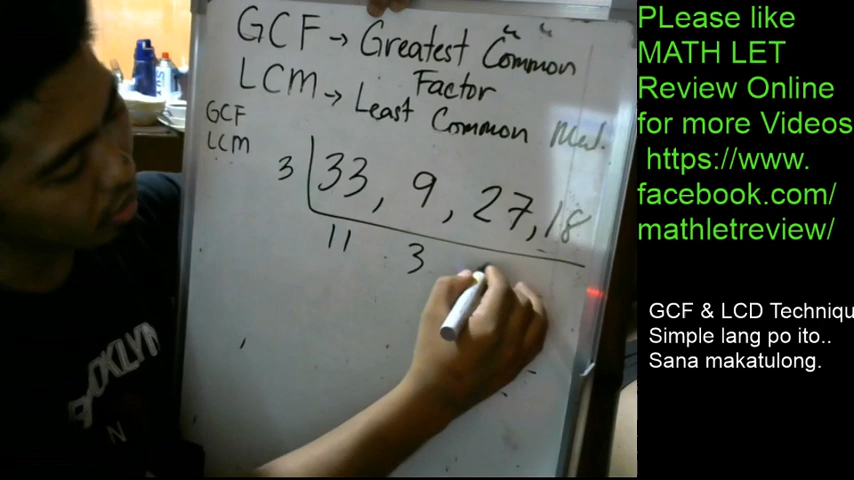 GCF → Greatest Common
Factor
LCM → Least Common Mul.
GCF
LCM
3 33, 9, 27, 18
11 3
BROOKLYN
N
PLease like
MATH LET
Review Online
for more Videos
https://www.
facebook.com/
mathletreview/
GCF & LCD Techniqu
Simple lang po ito..
Sana makatulong.